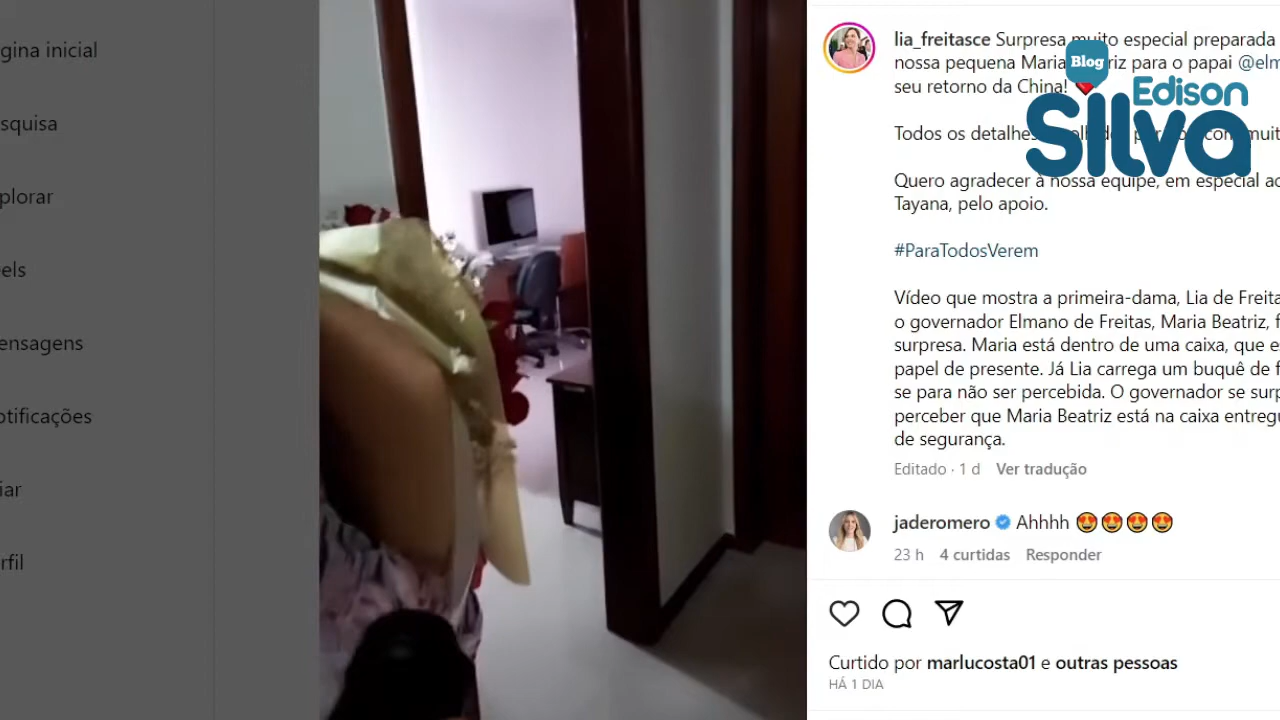 gina inicial
squisa
plorar
els
ensagens
otificações
iar
rfil
lia_freitasce Surpresa muito especial preparada
nossa pequena Maria riz para o papai @elm
seu retorno da China!
Blog
Edison
Silva
Todos os detalhes muit
Quero agradecer à nossa equipe, em especial ao
Tayana, pelo apoio.
#ParaTodosVerem
Vídeo que mostra a primeira-dama, Lia de Freita
o governador Elmano de Freitas, Maria Beatriz, f
surpresa. Maria está dentro de uma caixa, que e
papel de presente. Já Lia carrega um buquê de f
se para não ser percebida. O governador se surp
perceber que Maria Beatriz está na caixa entregu
de segurança.
Editado · 1 d Ver tradução
jaderomero Ahhhh 😍😍😍😍
23 h 4 curtidas Responder
Curtido por marlucosta01 e outras pessoas
HÁ 1 DIA